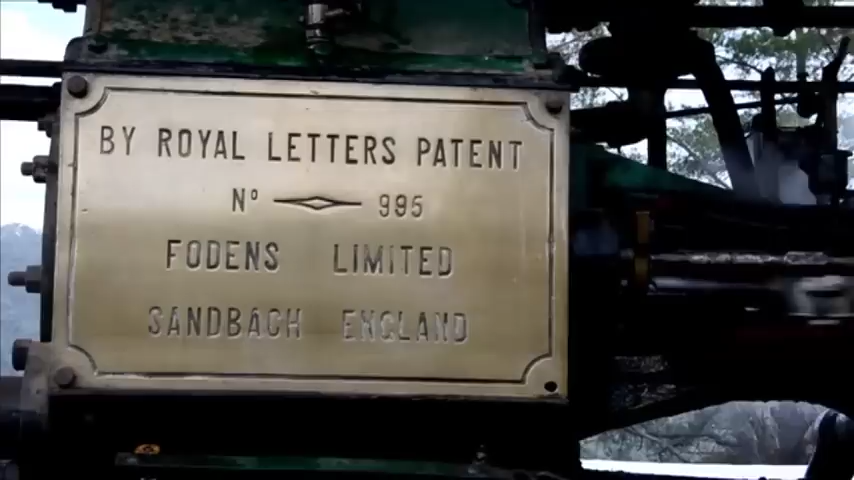 BY ROYAL LETTERS PATENT
Nº 995
FODENS LIMITED
SANDBACH ENGLAND